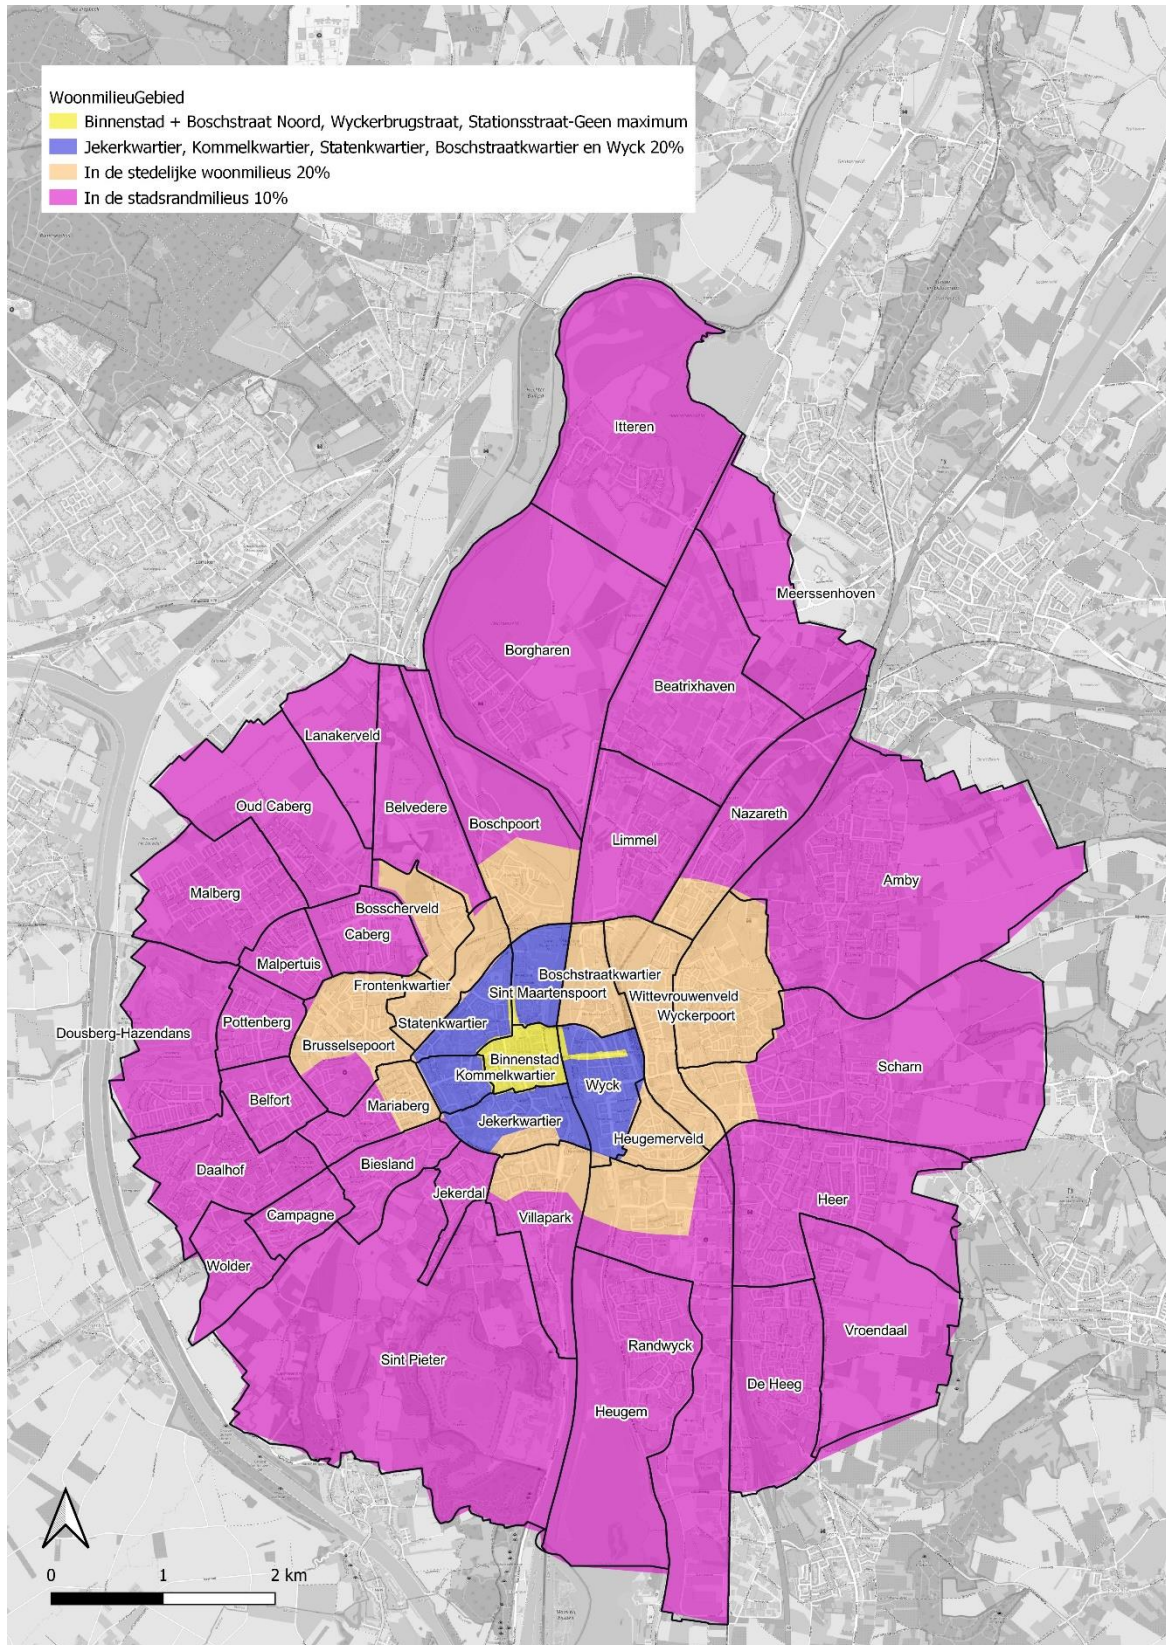 WoonmilieuGebied
Binnenstad + Boschstraat Noord, Wyckerbrugstraat, Stationsstraat-Geen maximum
Jekerkwartier, Kommelkwartier, Statenkwartier, Boschstraatkwartier en Wyck 20%
In de stedelijke woonmilieus 20%
In de stadsrandmilieus 10%
Itteren
Meerssenhoven
Borgharen
Beatrixhaven
Lanakerveld
Oud Caberg
Belvedere
Boschpoort
Nazareth
Limmel
Amby
Malberg
Bosscherveld
Caberg
Malpertuis
Boschstraatkwartier
Frontenkwartier
Sint Maartenspoort
Wittevrouwenveld
Wyckerpoort
Pottenberg
Statenkwartier
Dousberg-Hazendans
Brusselsepoort
Binnenstad
Kommelkwartier
Scharn
Wyck
Belfort
Mariaberg
Jekerkwartier
Heugemerveld
Daalhof
Biesland
Jekerdal
Heer
Campagne
Villapark
Wolder
Vroendaal
Randwyck
Sint Pieter
De Heeg
Heugem
0 1 2 km